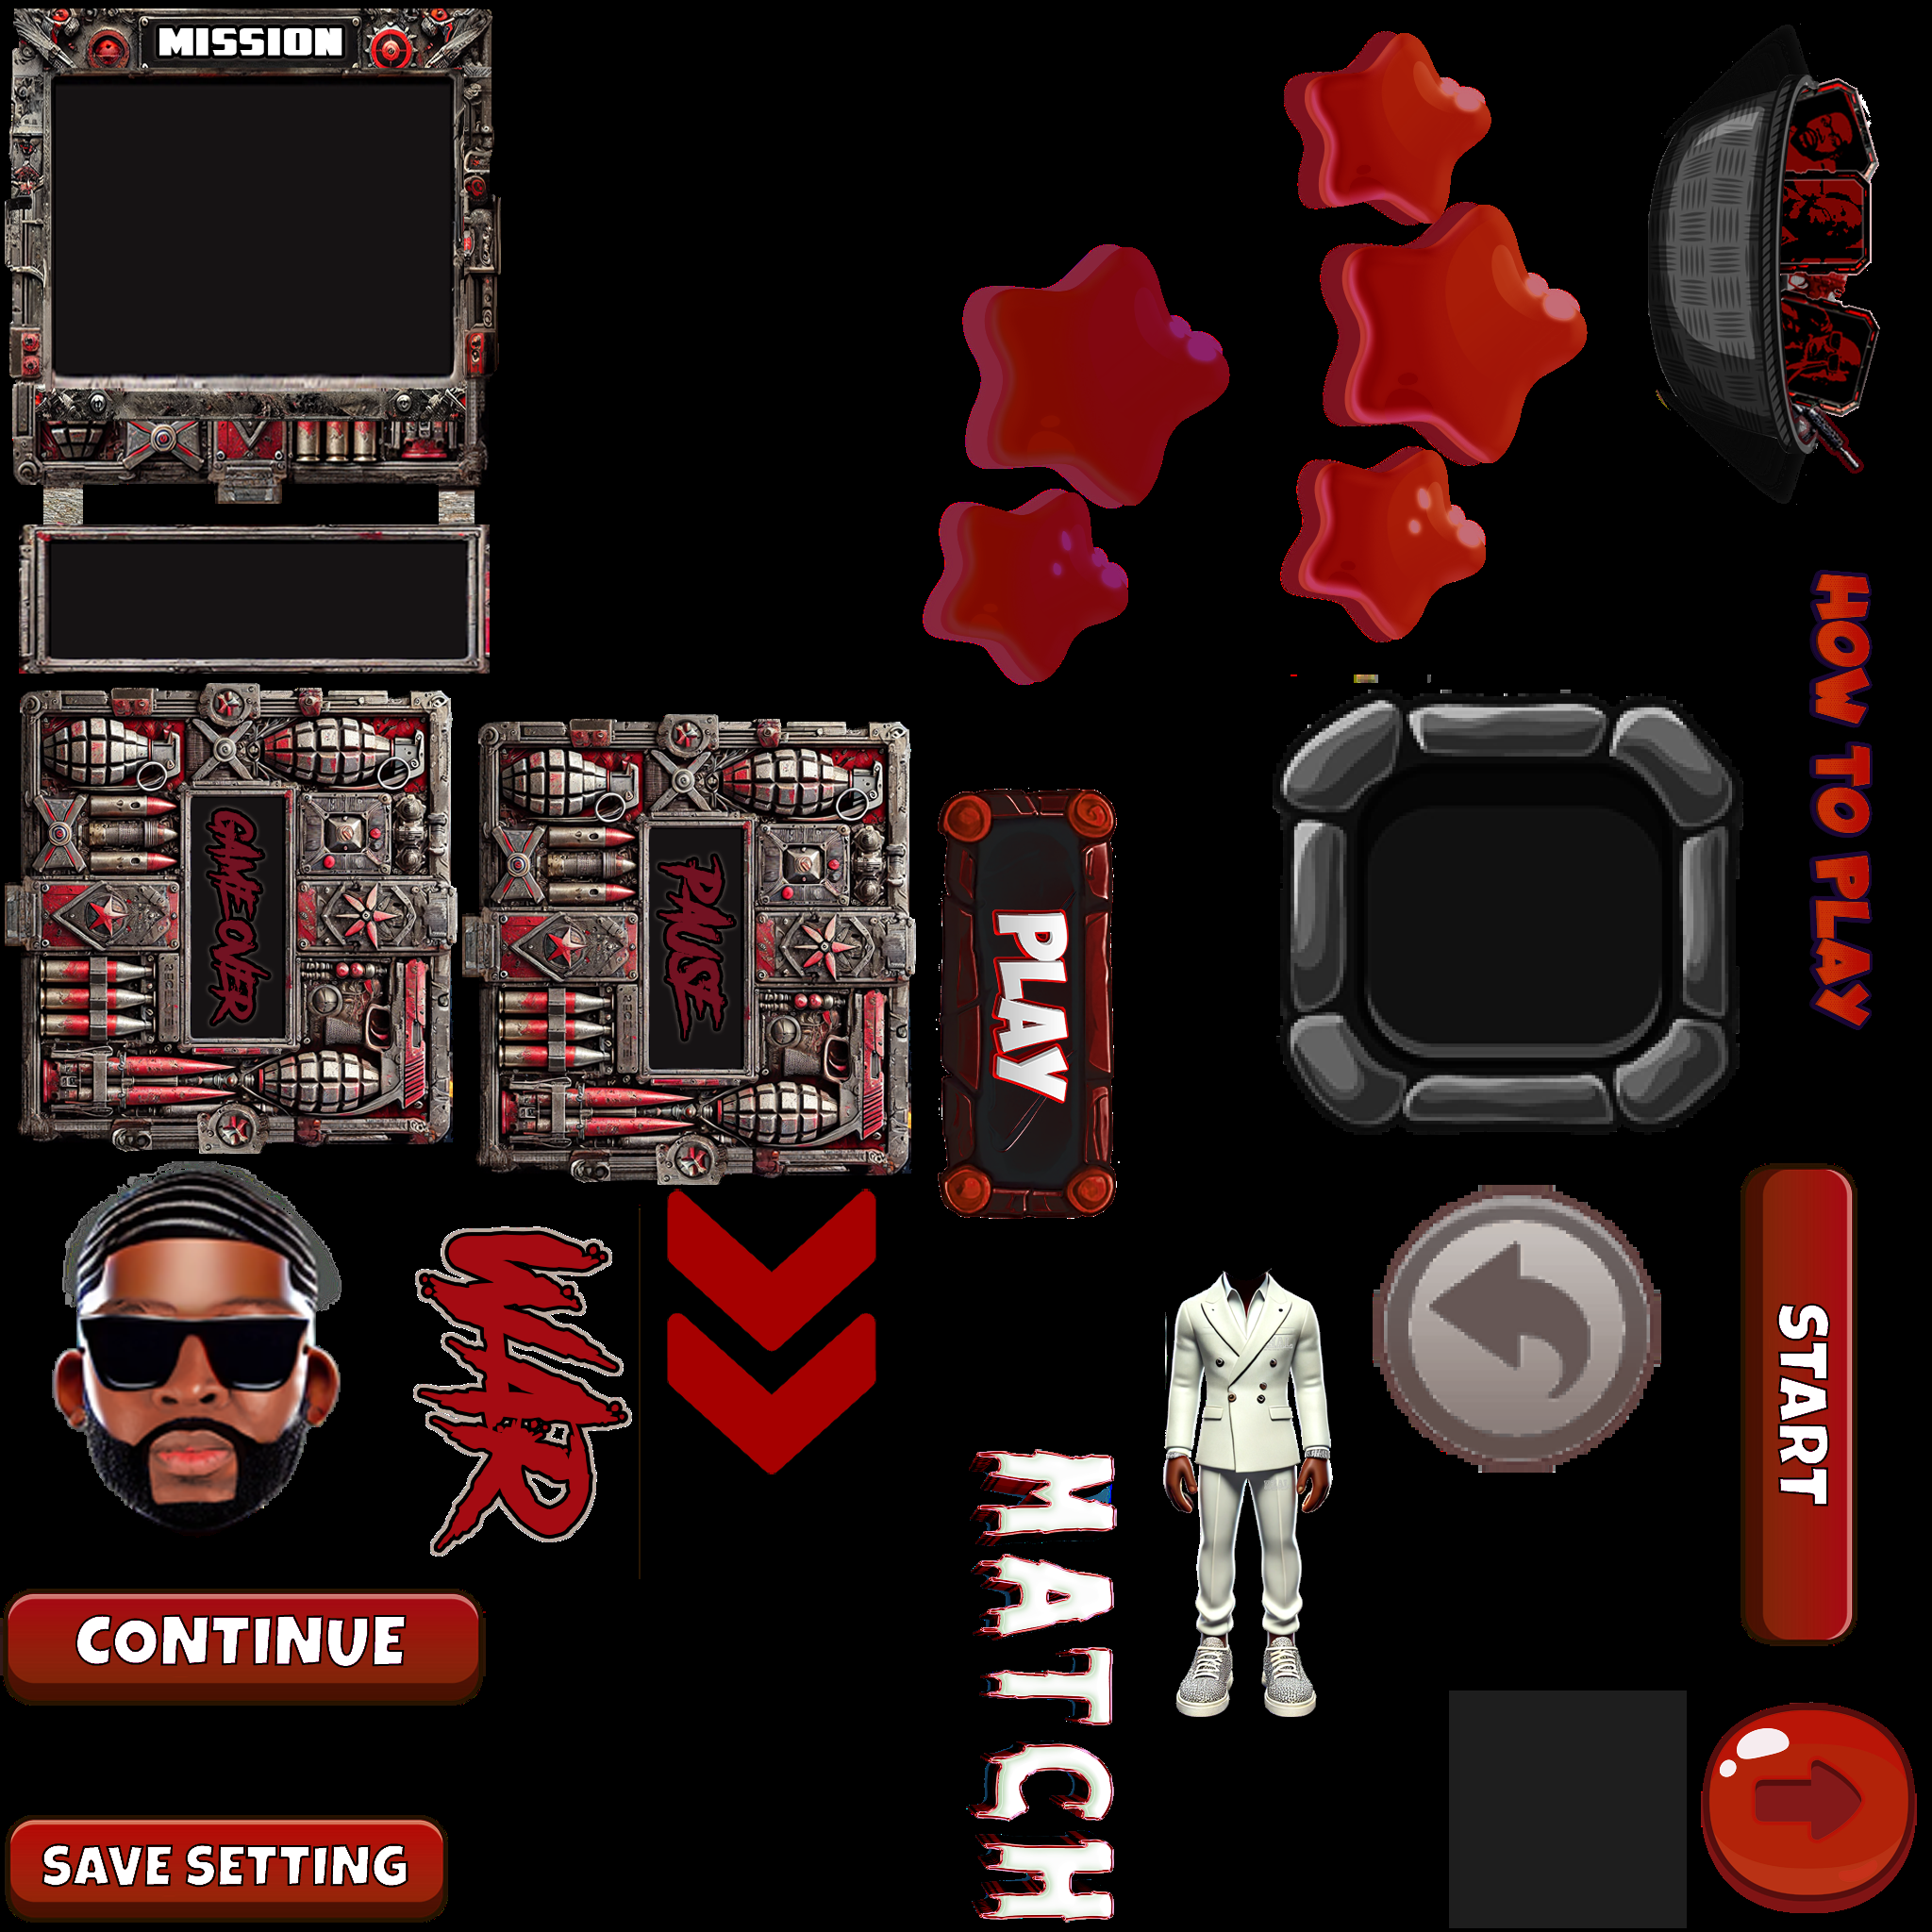 MISSION
HOW TO PLAY
GAME OVER
PAUSE
PLAY
WAR
START
MATCH
CONTINUE
SAVE SETTING